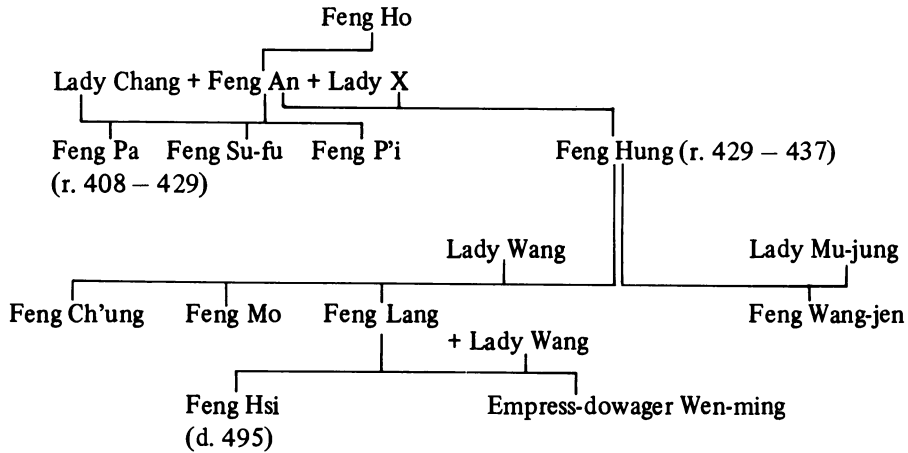 Feng Ho
Lady Chang + Feng An + Lady X
Feng Pa Feng Su-fu Feng P'i Feng Hung (r. 429 – 437)
(r. 408 – 429)
Lady Wang Lady Mu-jung
Feng Ch'ung Feng Mo Feng Lang Feng Wang-jen
+ Lady Wang
Feng Hsi Empress-dowager Wen-ming
(d. 495)